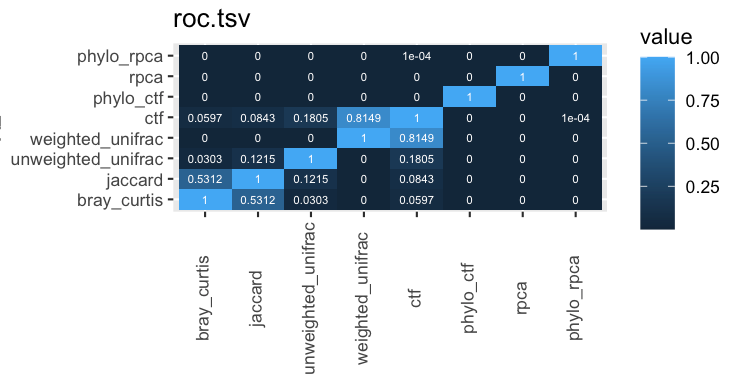 roc.tsv
value
phylo_rpca 0 0 0 0 1e-04 0 0 1
rpca 0 0 0 0 0 0 1 0
phylo_ctf 0 0 0 0 0 1 0 0
ctf 0.0597 0.0843 0.1805 0.8149 1 0 0 1e-04
weighted_unifrac 0 0 0 1 0.8149 0 0 0
unweighted_unifrac 0.0303 0.1215 1 0 0.1805 0 0 0
jaccard 0.5312 1 0.1215 0 0.0843 0 0 0
bray_curtis 1 0.5312 0.0303 0 0.0597 0 0 0
1.00
0.75
0.50
0.25
bray_curtis
jaccard
unweighted_unifrac
weighted_unifrac
ctf
phylo_ctf
rpca
phylo_rpca